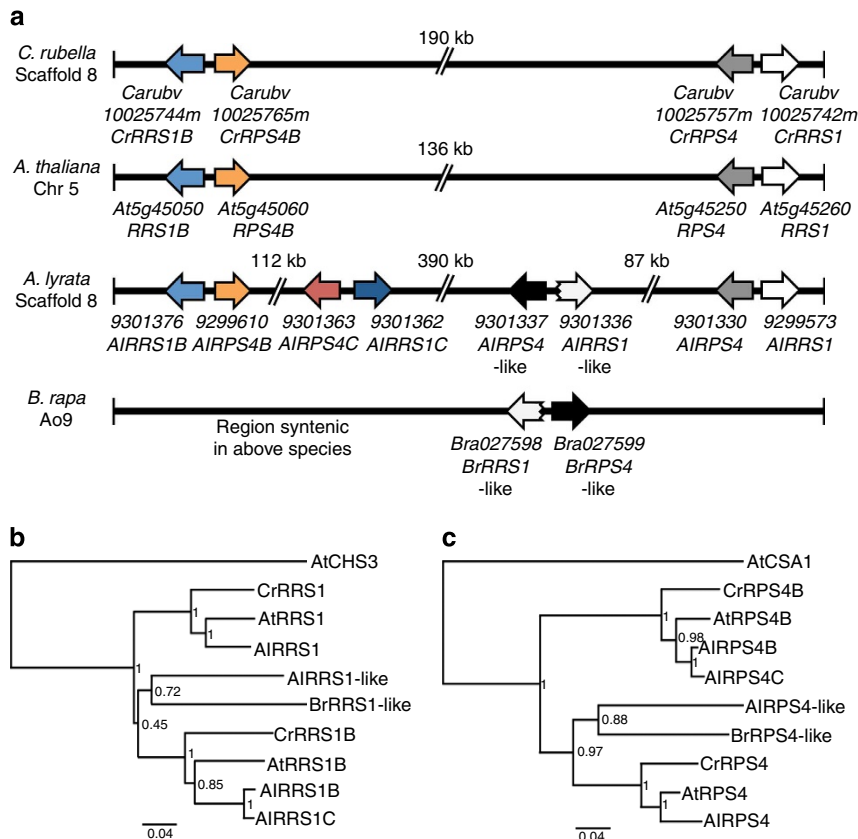 a
C. rubella
Scaffold 8
190 kb
Carubv
10025744m
CrRRS1B
Carubv
10025765m
CrRPS4B
Carubv
10025757m
CrRPS4
Carubv
10025742m
CrRRS1
A. thaliana
Chr 5
136 kb
At5g45050
RRS1B
At5g45060
RPS4B
At5g45250
RPS4
At5g45260
RRS1
A. lyrata
Scaffold 8
112 kb
390 kb
87 kb
9301376
AlRRS1B
9299610
AlRPS4B
9301363
AlRPS4C
9301362
AlRRS1C
9301337
AlRPS4
-like
9301336
AlRRS1
-like
9301330
AlRPS4
9299573
AlRRS1
B. rapa
Ao9
Region syntenic
in above species
Bra027598
BrRRS1
-like
Bra027599
BrRPS4
-like
b
AtCHS3
CrRRS1
1
AtRRS1
1
AlRRS1
1
AlRRS1-like
0.72
BrRRS1-like
0.45
CrRRS1B
1
AtRRS1B
0.85
AlRRS1B
1
AlRRS1C
0.04
c
AtCSA1
CrRPS4B
1
AtRPS4B
0.98
AlRPS4B
1
AlRPS4C
1
AlRPS4-like
0.88
BrRPS4-like
0.97
CrRPS4
1
AtRPS4
1
AlRPS4
0.04